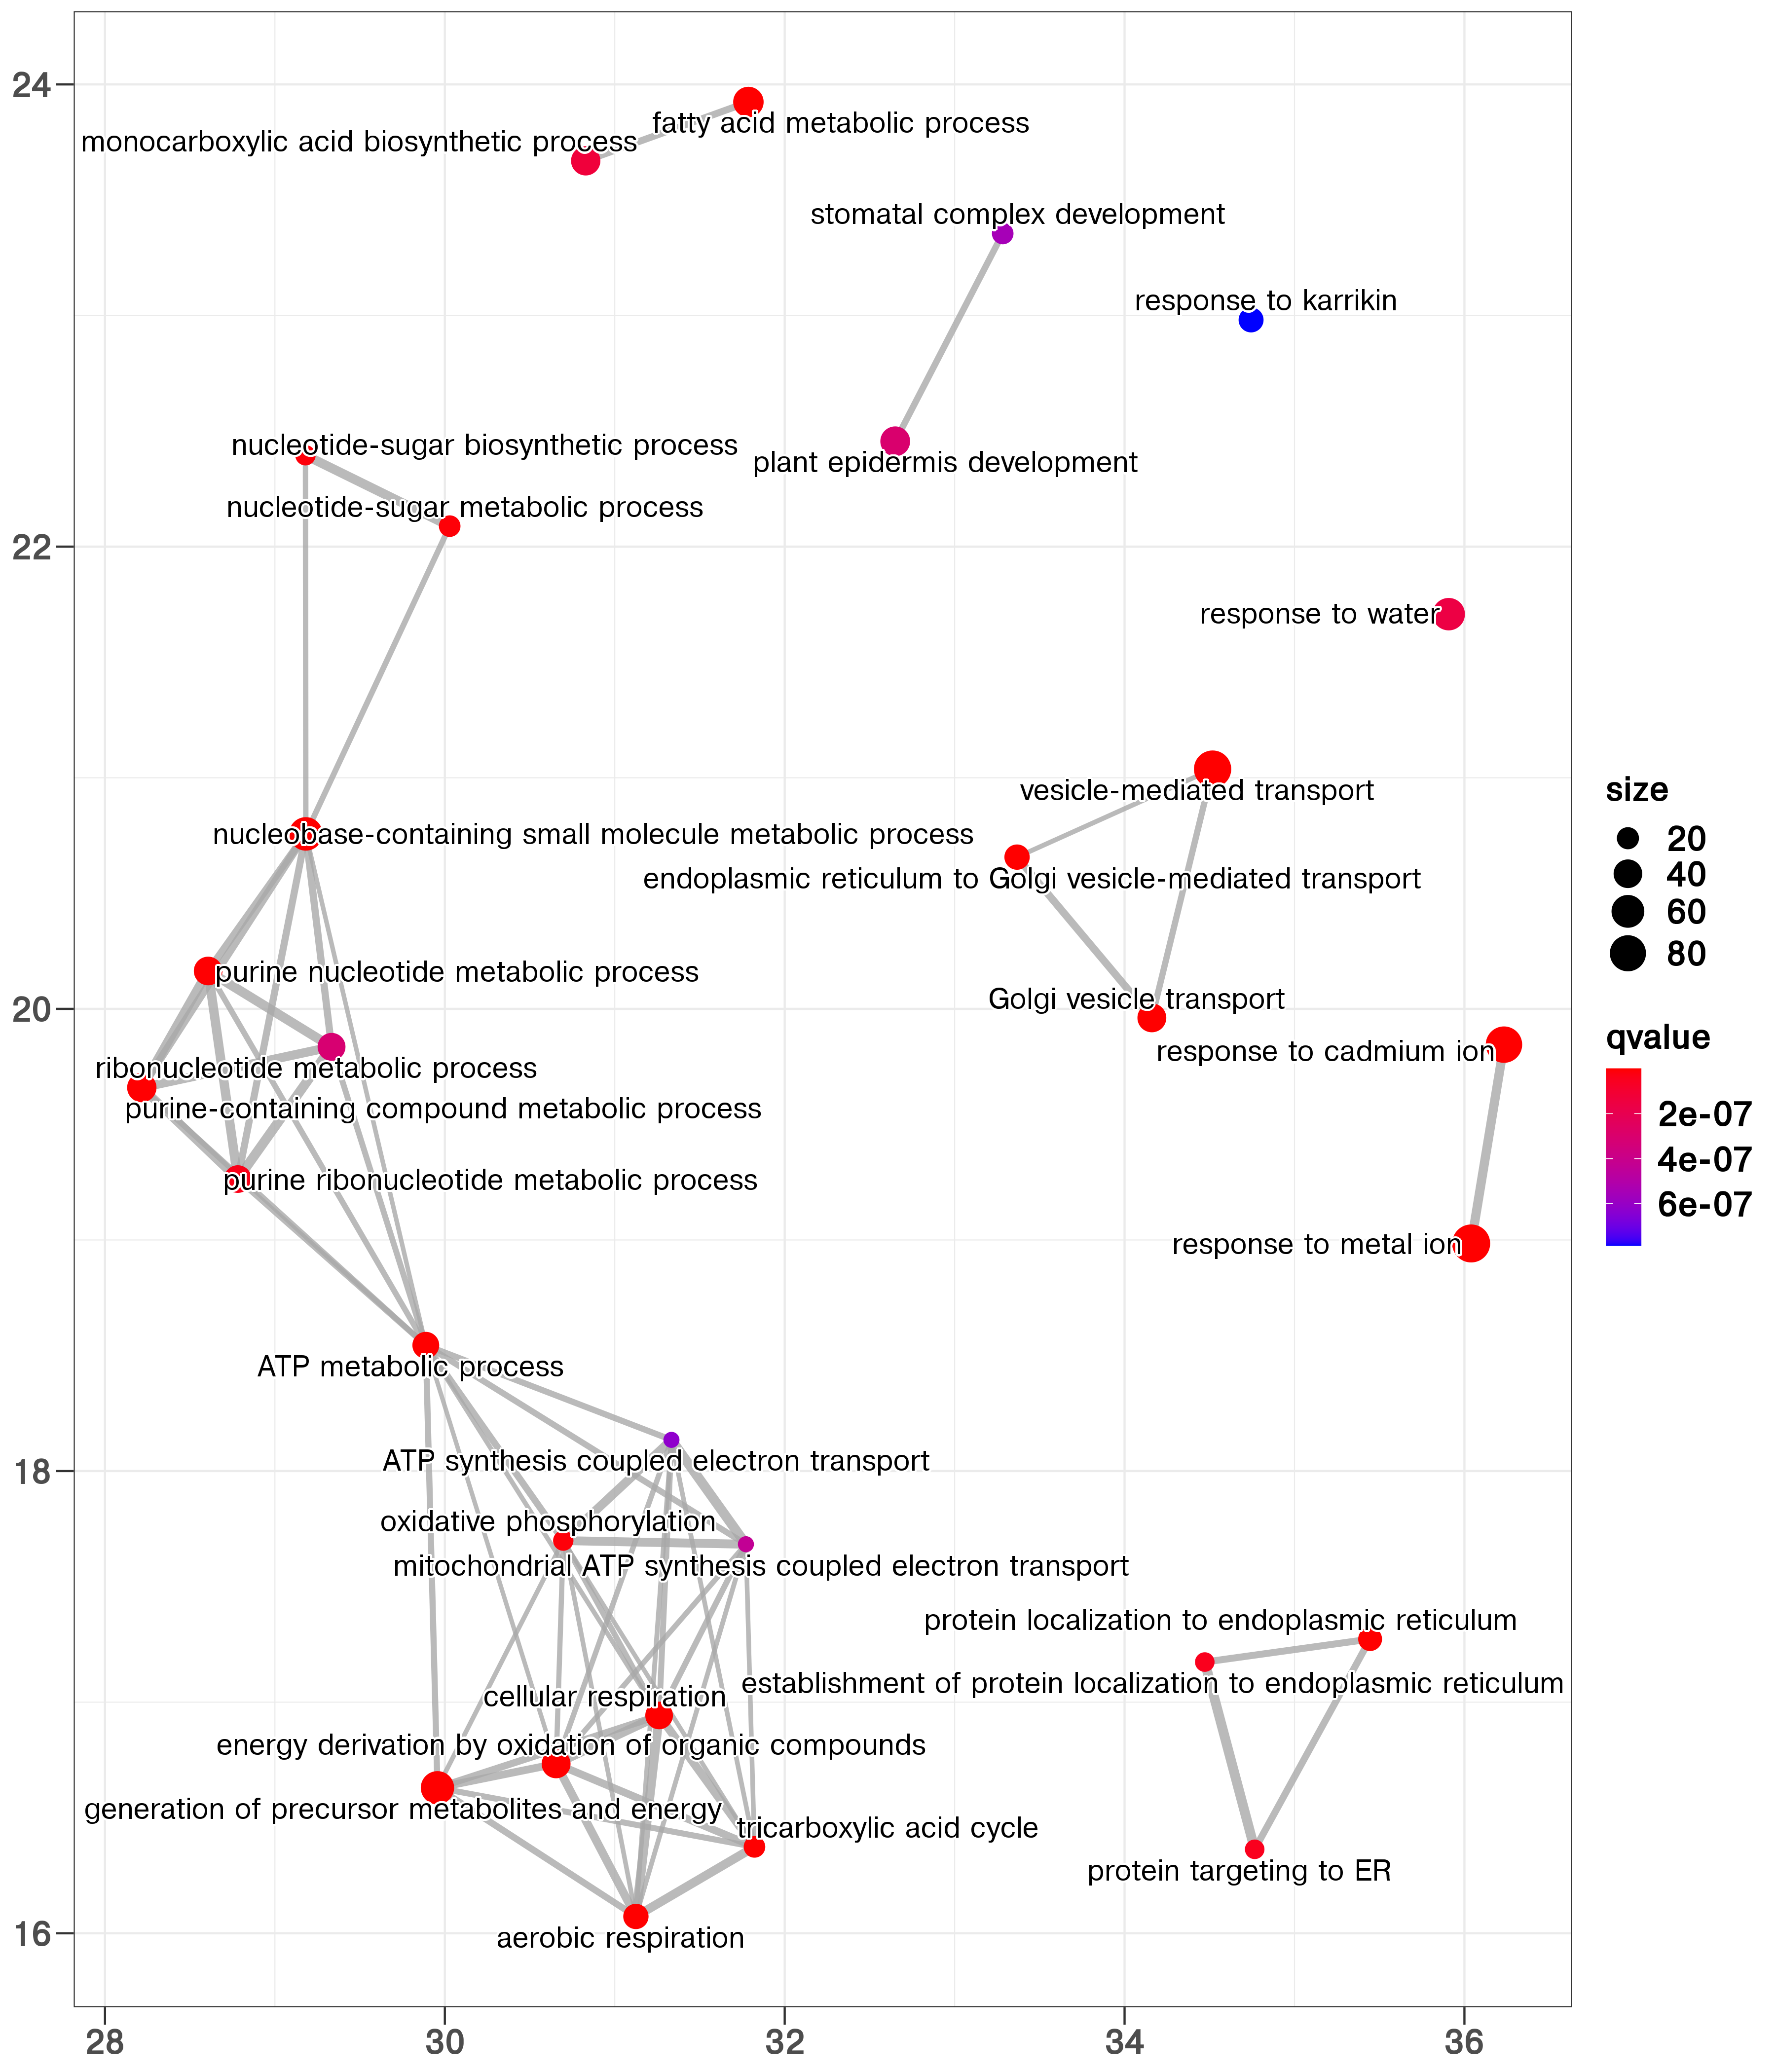 24
fatty acid metabolic process
monocarboxylic acid biosynthetic process
stomatal complex development
response to karrikin
nucleotide-sugar biosynthetic process
plant epidermis development
nucleotide-sugar metabolic process
22
response to water
vesicle-mediated transport
nucleobase-containing small molecule metabolic process
endoplasmic reticulum to Golgi vesicle-mediated transport
purine nucleotide metabolic process
Golgi vesicle transport
20
response to cadmium ion
ribonucleotide metabolic process
purine-containing compound metabolic process
purine ribonucleotide metabolic process
response to metal ion
ATP metabolic process
ATP synthesis coupled electron transport
18
oxidative phosphorylation
mitochondrial ATP synthesis coupled electron transport
protein localization to endoplasmic reticulum
establishment of protein localization to endoplasmic reticulum
cellular respiration
energy derivation by oxidation of organic compounds
generation of precursor metabolites and energy
tricarboxylic acid cycle
protein targeting to ER
aerobic respiration
16
28 30 32 34 36
size
20
40
60
80
qvalue
2e-07
4e-07
6e-07